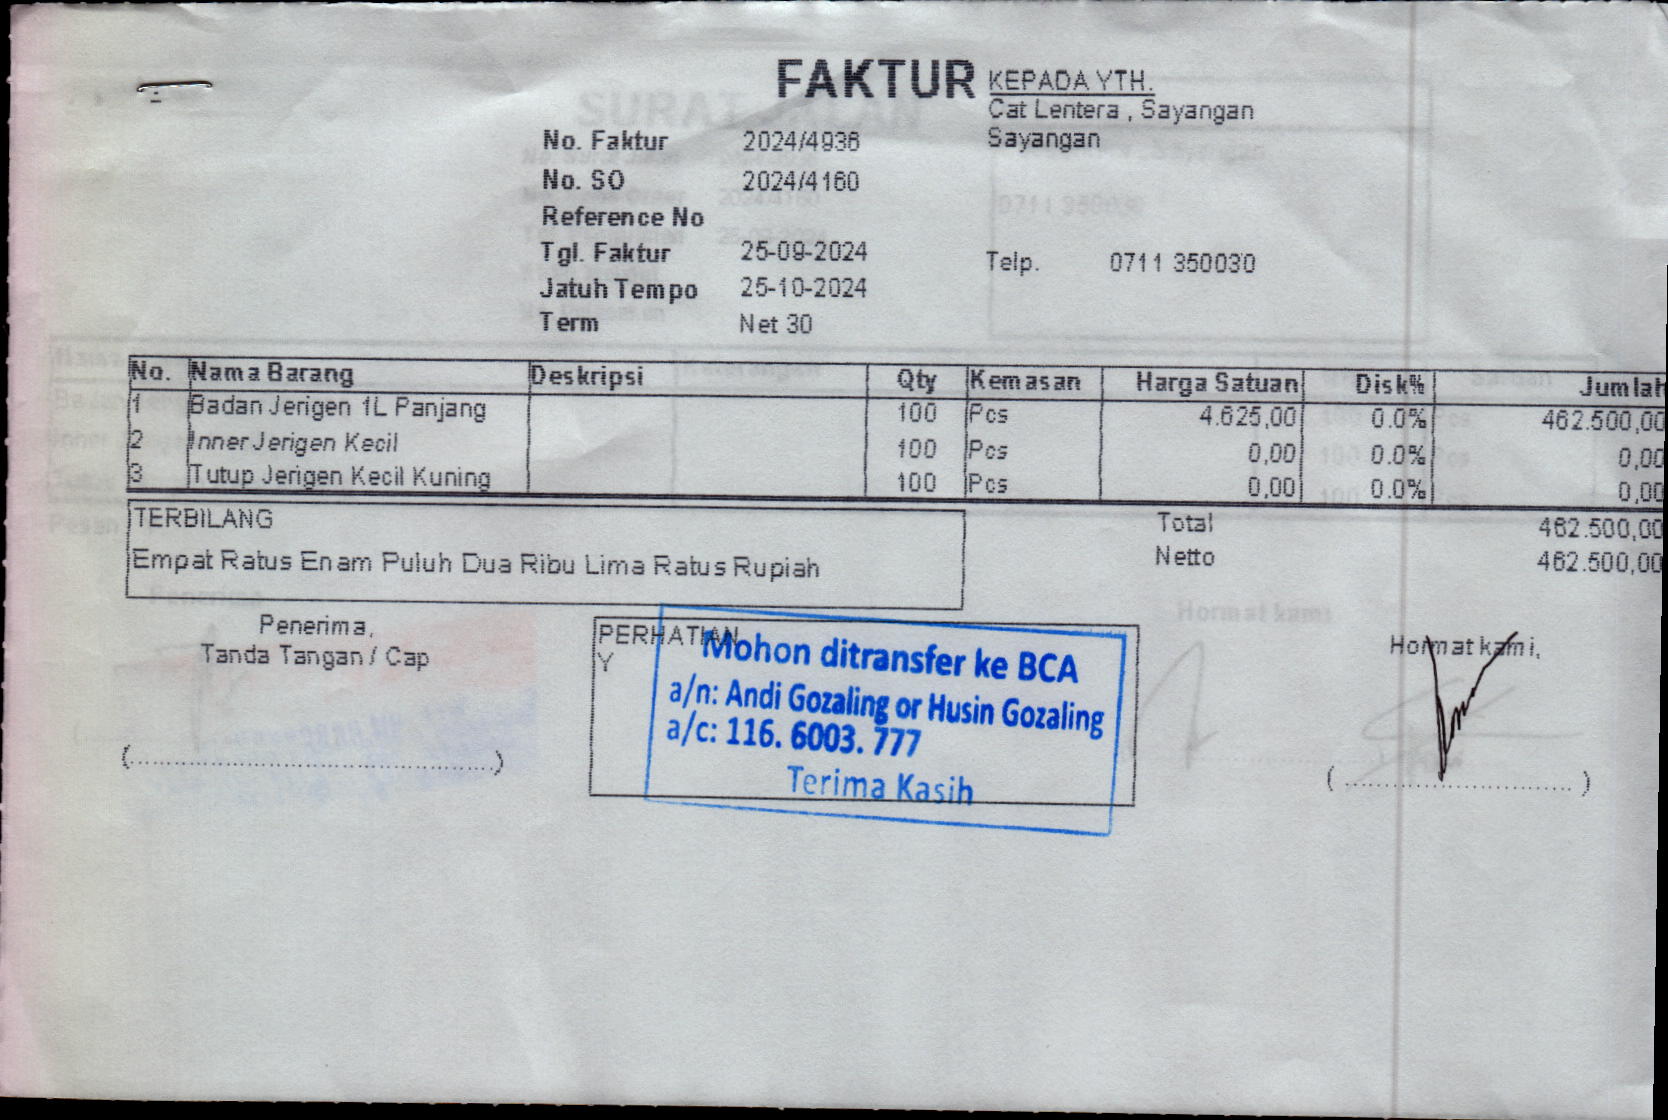 FAKTUR
KEPADA YTH.
Cat Lentera , Sayangan
Sayangan
No. Faktur 2024/4936
No. SO 2024/4160
Reference No
Tgl. Faktur 25-09-2024
Telp. 0711 350030
Jatuh Tempo 25-10-2024
Term Net 30
No. Nama Barang Deskripsi Qty Kemasan Harga Satuan Disk% Jumlah
1 Badan Jerigen 1L Panjang 100 Pcs 4.625,00 0.0% 462.500,00
2 Inner Jerigen Kecil 100 Pcs 0,00 0.0% 0,00
3 Tutup Jerigen Kecil Kuning 100 Pcs 0,00 0.0% 0,00
TERBILANG
Empat Ratus Enam Puluh Dua Ribu Lima Ratus Rupiah
Total 462.500,00
Netto 462.500,00
Penerima,
Tanda Tangan / Cap
(........................................................)
PERHATIAN
Y
Mohon ditransfer ke BCA
a/n: Andi Gozaling or Husin Gozaling
a/c: 116. 6003. 777
Terima Kasih
Hormat kami,
(....................................)